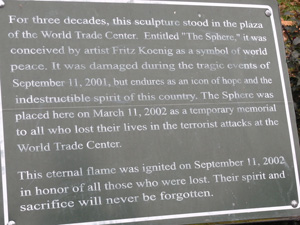 For three decades, this sculpture stood in the plaza
of the World Trade Center. Entitled "The Sphere," it was
conceived by artist Fritz Koenig as a symbol of world
peace. It was damaged during the tragic events of
September 11, 2001, but endures as an icon of hope and the
indestructible spirit of this country. The Sphere was
placed here on March 11, 2002 as a temporary memorial
to all who lost their lives in the terrorist attacks at the
World Trade Center.
This eternal flame was ignited on September 11, 2002
in honor of all those who were lost. Their spirit and
sacrifice will never be forgotten.